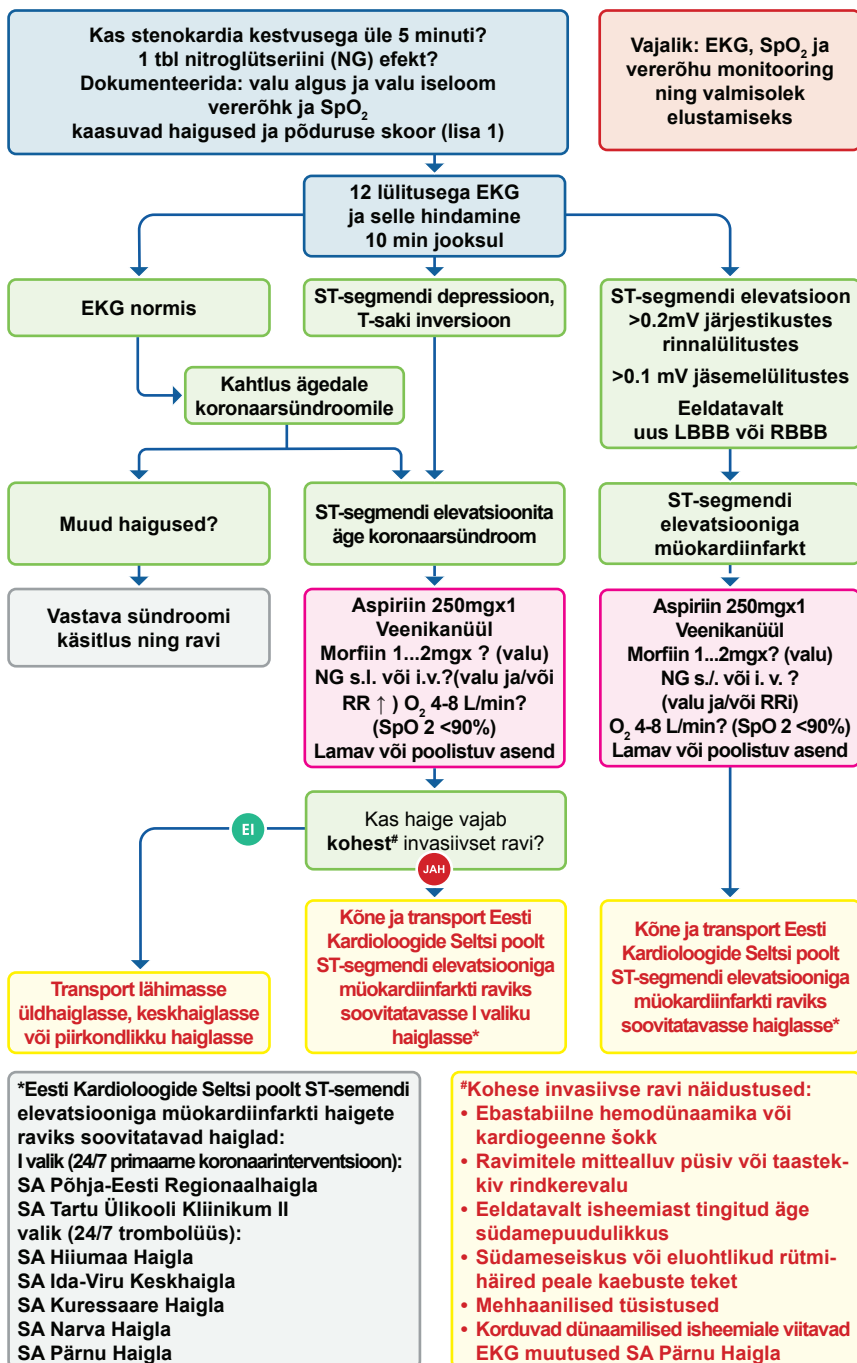 Kas stenokardia kestvusega üle 5 minuti?
1 tbl nitroglütseriini (NG) efekt?
Dokumenteerida: valu algus ja valu iseloom
vererõhk ja SpO₂
kaasuvad haigused ja põduruse skoor (lisa 1)
Vajalik: EKG, SpO₂ ja
vererõhu monitooring
ning valmisolek
elustamiseks
12 lülitusega EKG
ja selle hindamine
10 min jooksul
EKG normis
ST-segmendi depressioon,
T-saki inversioon
ST-segmendi elevatsioon
>0.2mV järjestikustes
rinnalülitustes
>0.1 mV jäsemelülitustes
Eeldatavalt
uus LBBB või RBBB
Kahtlus ägedale
koronaarsündroomile
Muud haigused?
ST-segmendi elevatsioonita
äge koronaarsündroom
ST-segmendi
elevatsiooniga
müokardiinfarkt
Vastava sündroomi
käsitlus ning ravi
Aspiriin 250mgx1
Veenikanüül
Morfiin 1...2mgx ? (valu)
NG s.l. või i.v.?(valu ja/või
RR ↑ ) O₂ 4-8 L/min?
(SpO 2 <90%)
Lamav või poolistuv asend
Aspiriin 250mgx1
Veenikanüül
Morfiin 1...2mgx? (valu)
NG s./. või i. v. ?
(valu ja/või RRi)
O₂ 4-8 L/min? (SpO 2 <90%)
Lamav või poolistuv asend
Kas haige vajab
kohest# invasiivset ravi?
EI
JAH
Transport lähimasse
üldhaiglasse, keskhaiglasse
või piirkondlikku haiglasse
Kõne ja transport Eesti
Kardioloogide Seltsi poolt
ST-segmendi elevatsiooniga
müokardiinfarkti raviks
soovitatavasse I valiku
haiglasse*
Kõne ja transport Eesti
Kardioloogide Seltsi poolt
ST-segmendi elevatsiooniga
müokardiinfarkti raviks
soovitatavasse haiglasse*
*Eesti Kardioloogide Seltsi poolt ST-semendi
elevatsiooniga müokardiinfarkti haigete
raviks soovitatavad haiglad:
I valik (24/7 primaarne koronaarinterventsioon):
SA Põhja-Eesti Regionaalhaigla
SA Tartu Ülikooli Kliinikum II
valik (24/7 trombolüüs):
SA Hiiumaa Haigla
SA Ida-Viru Keskhaigla
SA Kuressaare Haigla
SA Narva Haigla
SA Pärnu Haigla
#Kohese invasiivse ravi näidustused:
• Ebastabiilne hemodünaamika või
kardiogeenne šokk
• Ravimitele mittealluv püsiv või taastek-
kiv rindkerevalu
• Eeldatavalt isheemiast tingitud äge
südamepuudulikkus
• Südameseiskus või eluohtlikud rütmi-
häired peale kaebuste teket
• Mehhaanilised tüsistused
• Korduvad dünaamilised isheemiale viitavad
EKG muutused SA Pärnu Haigla